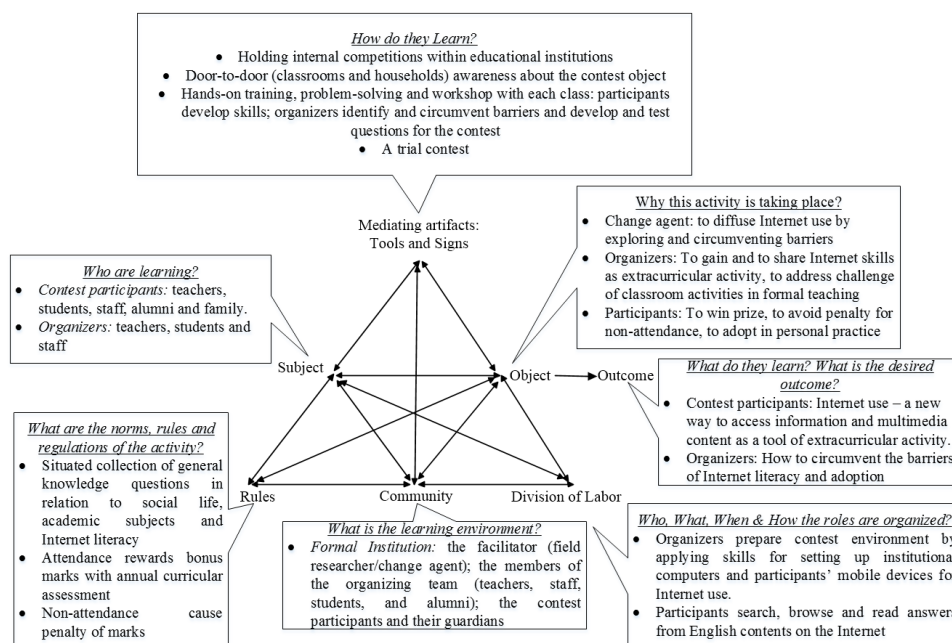 How do they Learn?
• Holding internal competitions within educational institutions
• Door-to-door (classrooms and households) awareness about the contest object
• Hands-on training, problem-solving and workshop with each class: participants
develop skills; organizers identify and circumvent barriers and develop and test
questions for the contest
• A trial contest
Mediating artifacts:
Tools and Signs
Why this activity is taking place?
• Change agent: to diffuse Internet use by
exploring and circumventing barriers
• Organizers: To gain and to share Internet skills
as extracurricular activity, to address challenge
of classroom activities in formal teaching
• Participants: To win prize, to avoid penalty for
non-attendance, to adopt in personal practice
Who are learning?
• Contest participants: teachers,
students, staff, alumni and family.
• Organizers: teachers, students and
staff
Subject
Object
Outcome
What do they learn? What is the desired
outcome?
• Contest participants: Internet use – a new
way to access information and multimedia
content as a tool of extracurricular activity.
• Organizers: How to circumvent the barriers
of Internet literacy and adoption
What are the norms, rules and
regulations of the activity?
• Situated collection of general
knowledge questions in
relation to social life,
academic subjects and
Internet literacy
• Attendance rewards bonus
marks with annual curricular
assessment
• Non-attendance cause
penalty of marks
Rules
Community
Division of Labor
What is the learning environment?
• Formal Institution: the facilitator (field
researcher/change agent); the members of
the organizing team (teachers, staff,
students, and alumni); the contest
participants and their guardians
Who, What, When & How the roles are organized?
• Organizers prepare contest environment by
applying skills for setting up institutional
computers and participants' mobile devices for
Internet use.
• Participants search, browse and read answers
from English contents on the Internet